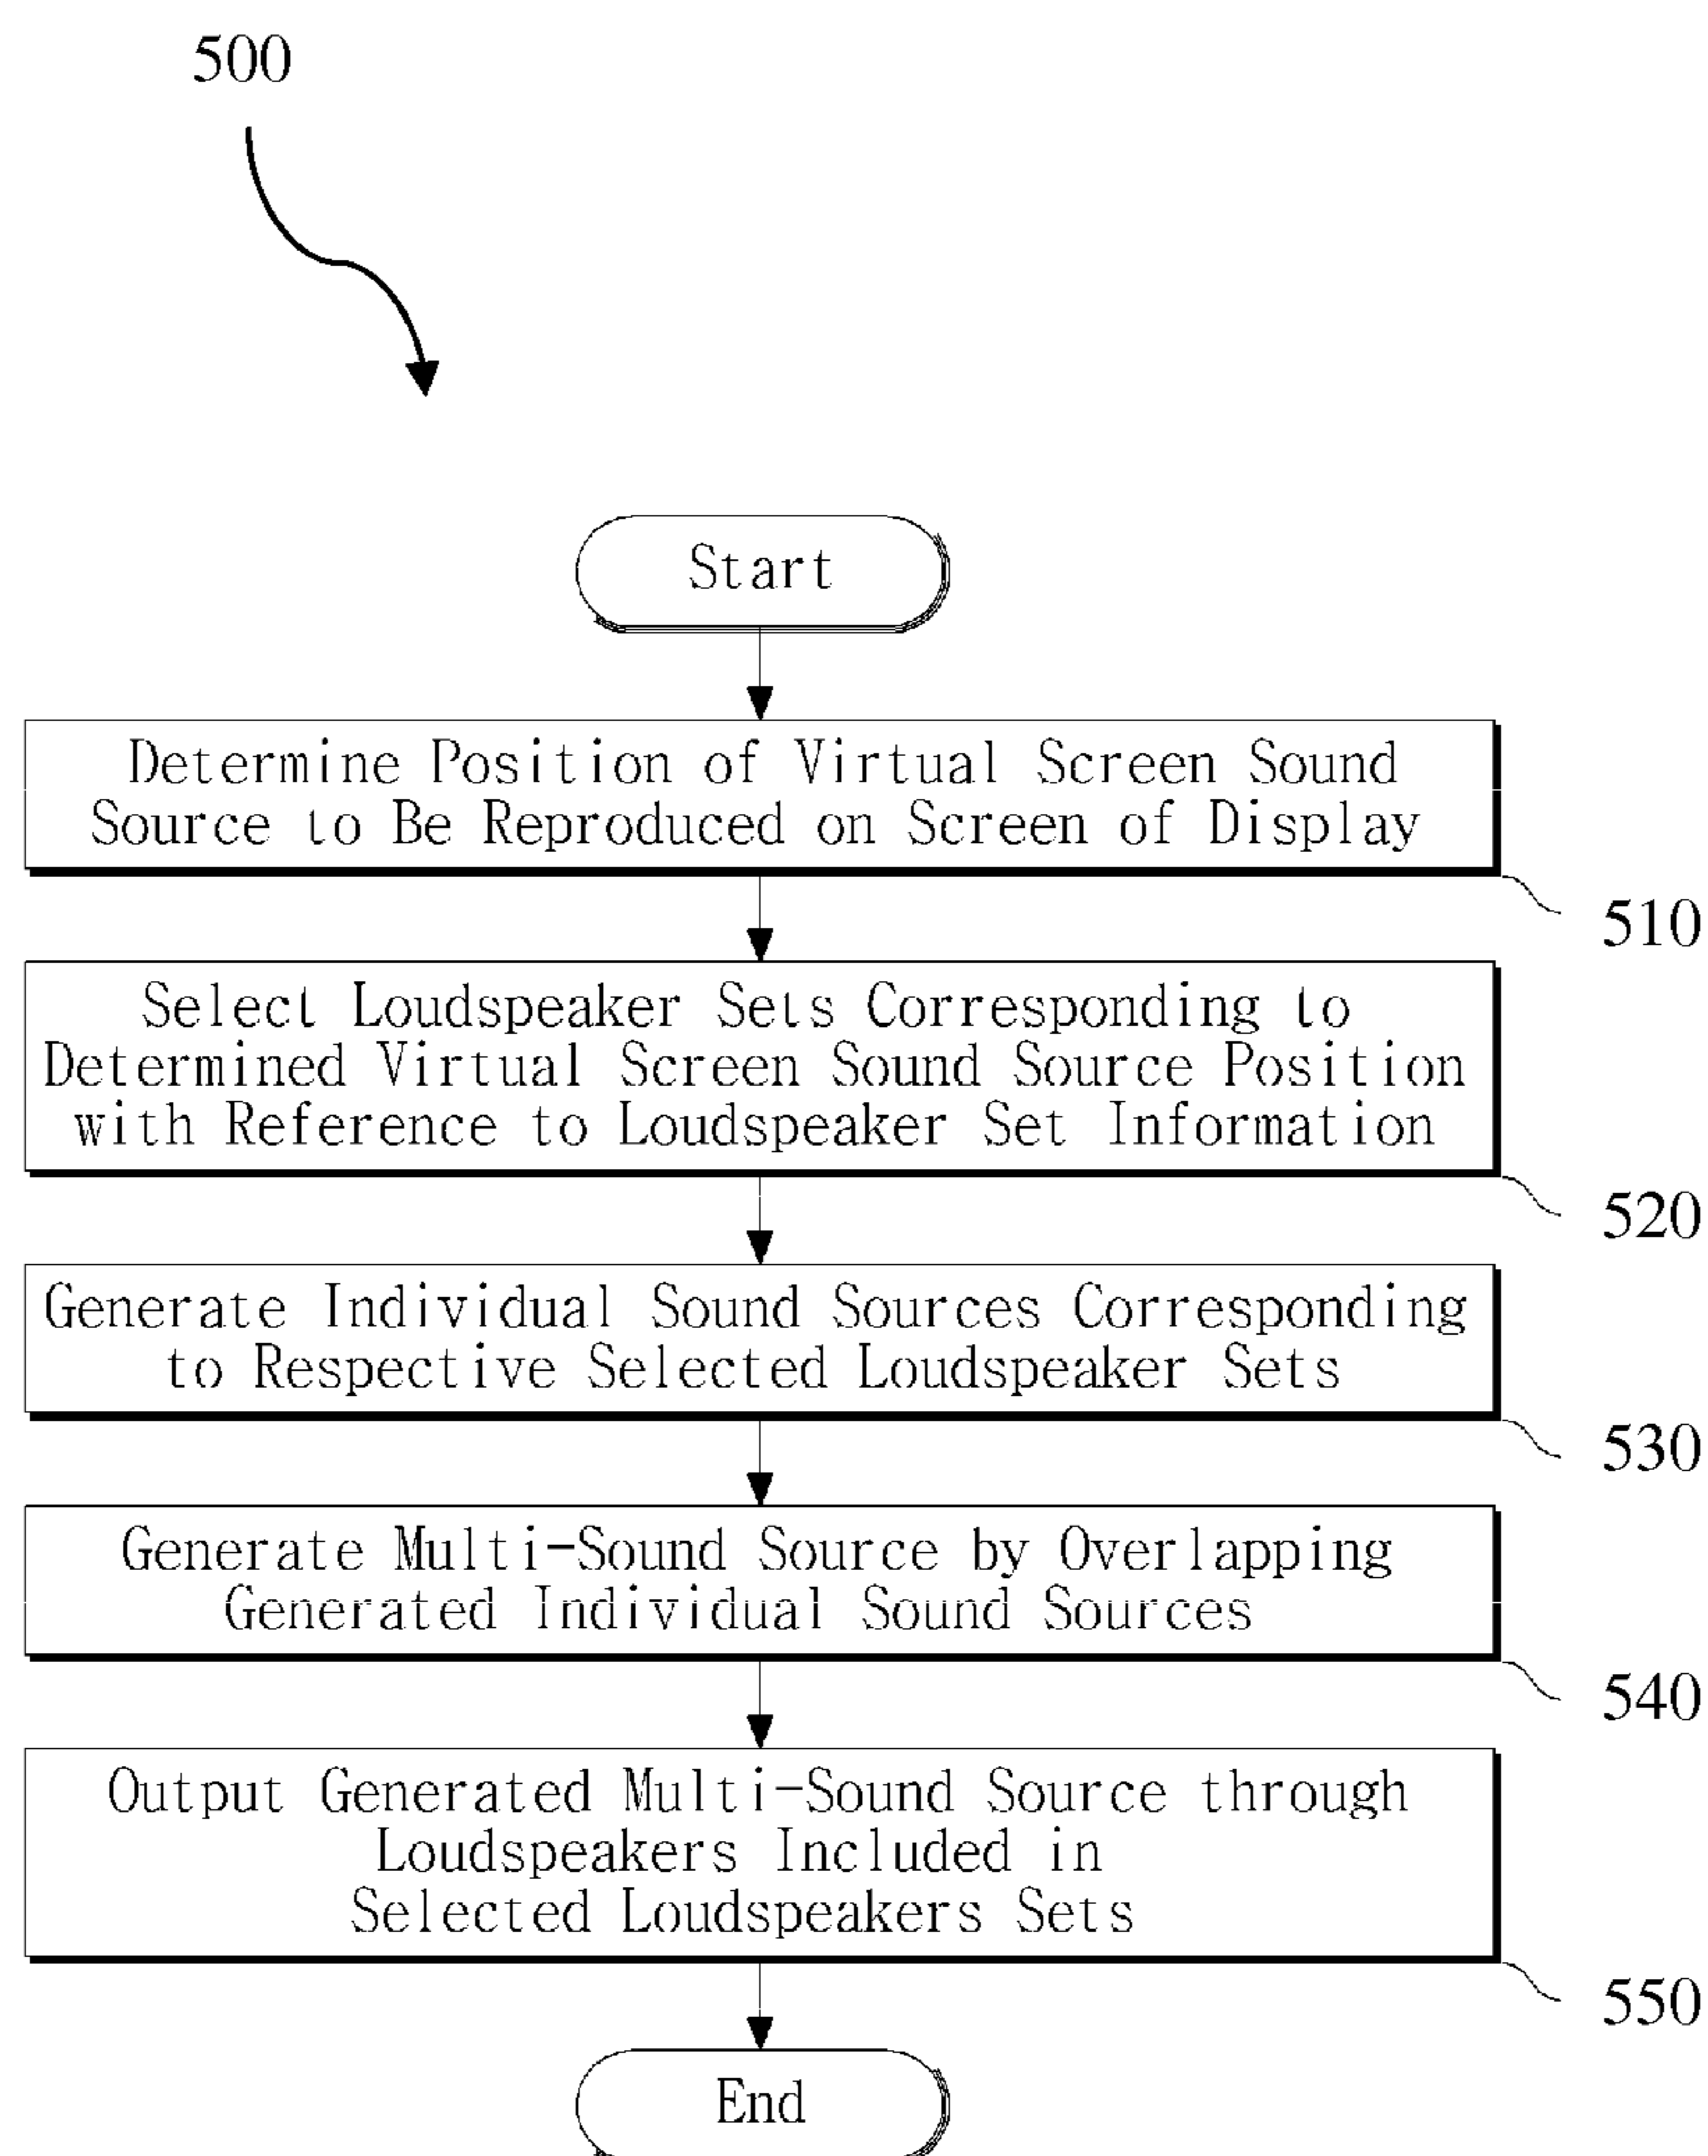 500
Start
Determine Position of Virtual Screen Sound
Source to Be Reproduced on Screen of Display
510
Select Loudspeaker Sets Corresponding to
Determined Virtual Screen Sound Source Position
with Reference to Loudspeaker Set Information
520
Generate Individual Sound Sources Corresponding
to Respective Selected Loudspeaker Sets
530
Generate Multi-Sound Source by Overlapping
Generated Individual Sound Sources
540
Output Generated Multi-Sound Source through
Loudspeakers Included in
Selected Loudspeakers Sets
550
End